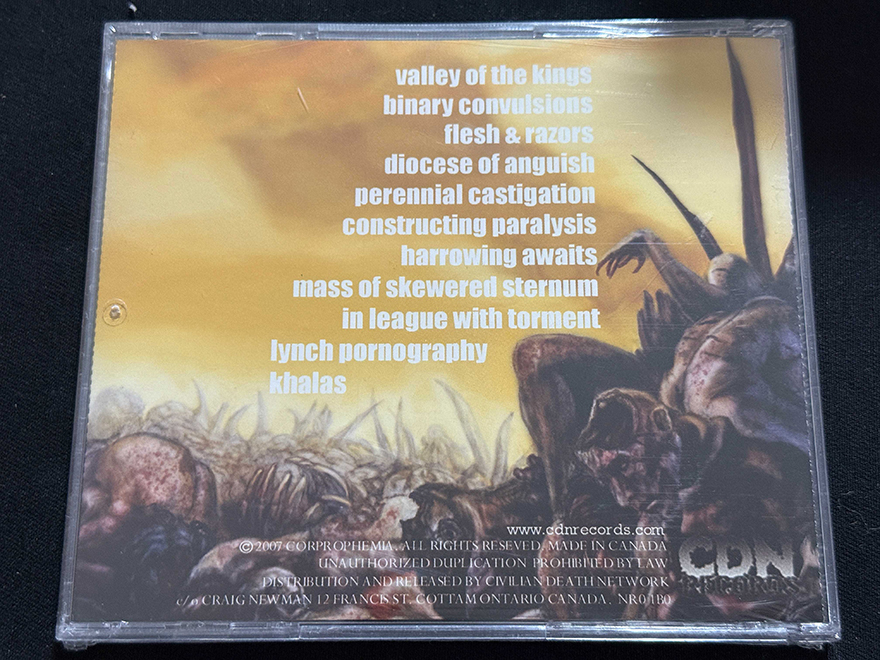 valley of the kings
binary convulsions
flesh & razors
diocese of anguish
perennial castigation
constructing paralysis
harrowing awaits
mass of skewered sternum
in league with torment
lynch pornography
khalas
www.cdnrecords.com
© 2007 CORPROPHEMIA. ALL RIGHTS RESEVED. MADE IN CANADA
UNAUTHORIZED DUPLICATION PROHIBITED BY LAW
DISTRIBUTION AND RELEASED BY CIVILIAN DEATH NETWORK
c/o CRAIG NEWMAN 12 FRANCIS ST. COTTAM ONTARIO CANADA. NR0 1B0
CDN
RECORDS